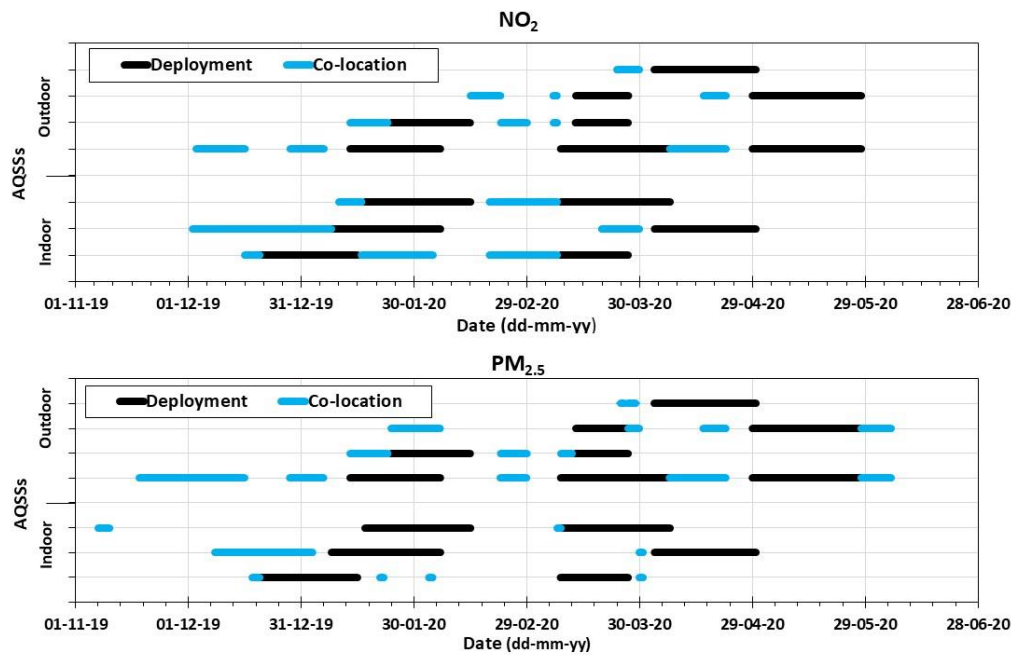 NO₂
Deployment Co-location
Outdoor
AQSSs
Indoor
01-11-19 01-12-19 31-12-19 30-01-20 29-02-20 30-03-20 29-04-20 29-05-20 28-06-20
Date (dd-mm-yy)
PM₂.₅
Deployment Co-location
Outdoor
AQSSs
Indoor
01-11-19 01-12-19 31-12-19 30-01-20 29-02-20 30-03-20 29-04-20 29-05-20 28-06-20
Date (dd-mm-yy)